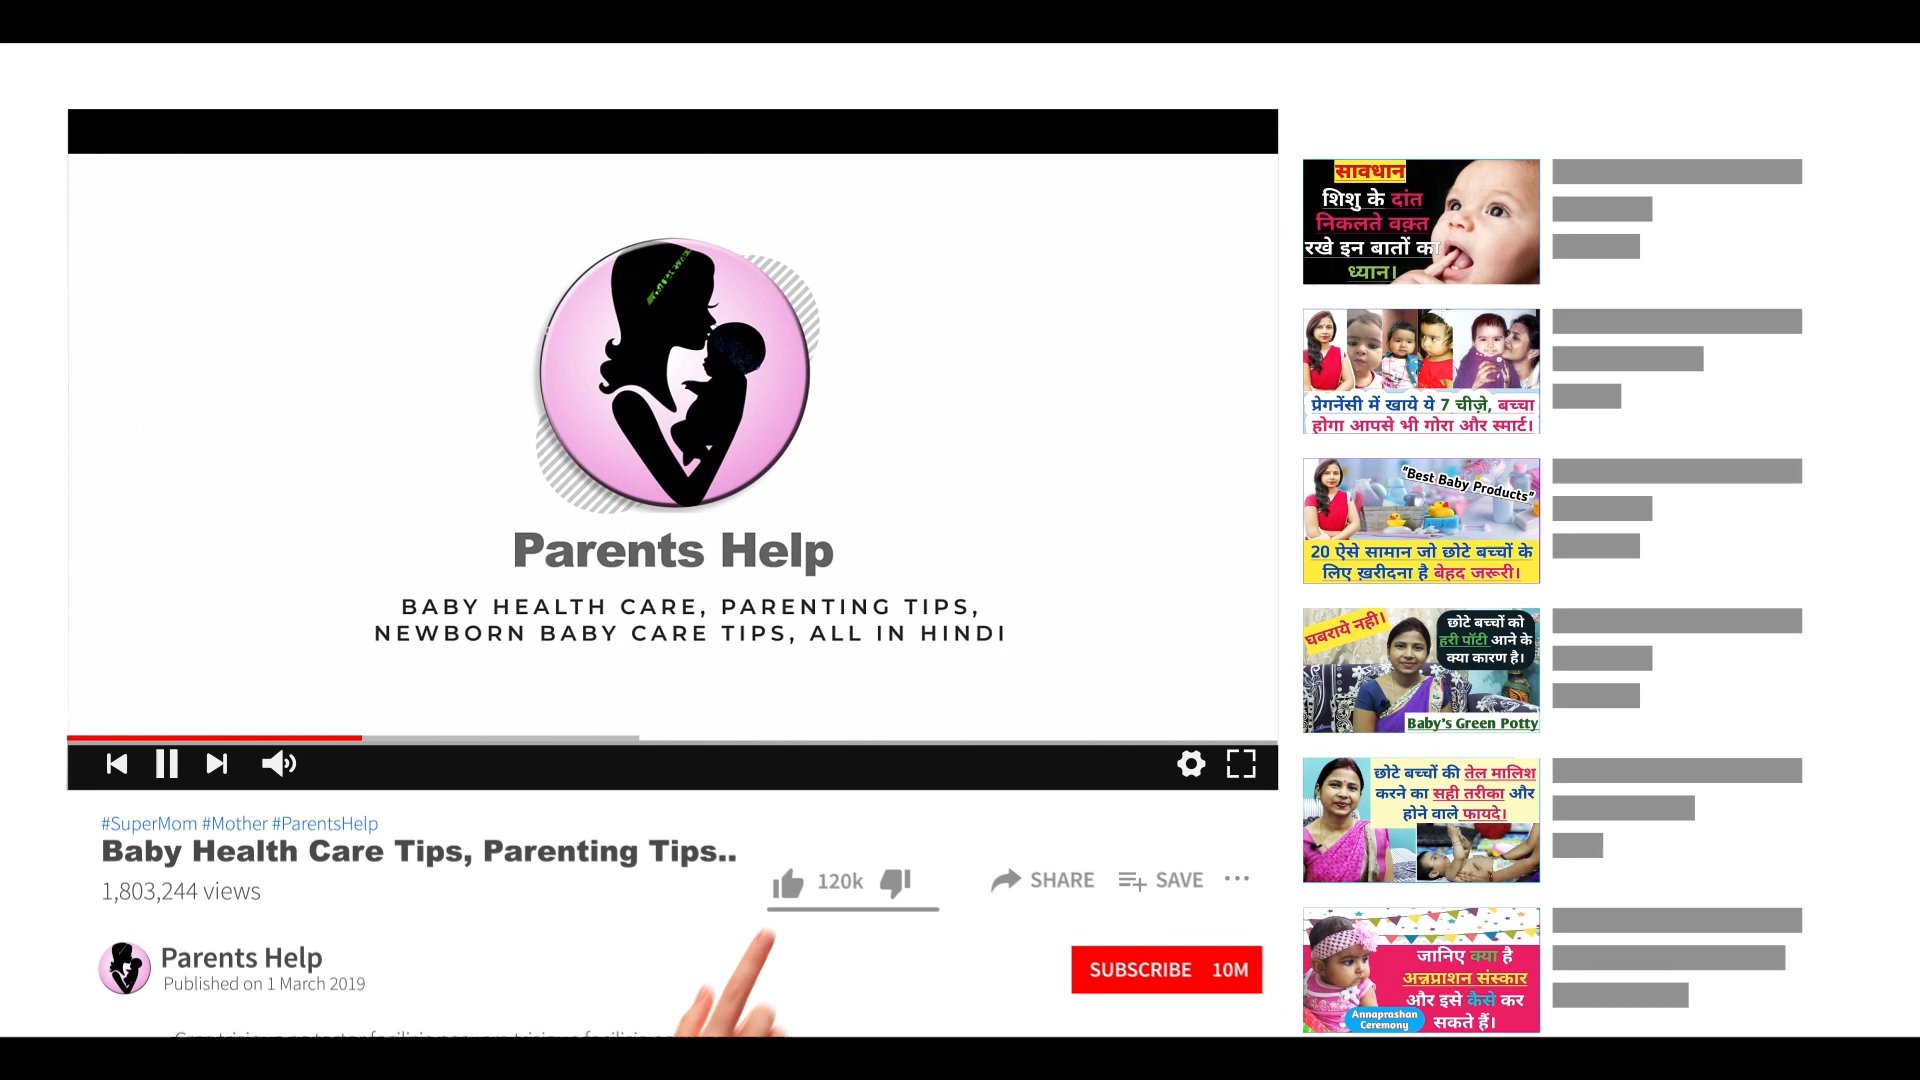 Parents Help
BABY HEALTH CARE, PARENTING TIPS,
NEWBORN BABY CARE TIPS, ALL IN HINDI
#SuperMom #Mother #ParentsHelp
Baby Health Care Tips, Parenting Tips..
1,803,244 views
120k
SHARE
SAVE
Parents Help
Published on 1 March 2019
SUBSCRIBE 10M
सावधान
शिशु के दांत
निकलते वक़्त
रखे इन बातों का
ध्यान।
प्रेगनेंसी में खाये ये 7 चीज़े, बच्चा
होगा आपसे भी गोरा और स्मार्ट।
"Best Baby Products"
20 ऐसे सामान जो छोटे बच्चों के
लिए ख़रीदना है बेहद जरूरी।
घबराये नही।
छोटे बच्चों को
हरी पॉटी आने के
क्या कारण है।
Baby's Green Potty
छोटे बच्चों की तेल मालिश
करने का सही तरीका और
होने वाले फायदे।
जानिए क्या है
अन्नप्राशन संस्कार
और इसे कैसे कर
सकते हैं।
Annaprashan
Ceremony